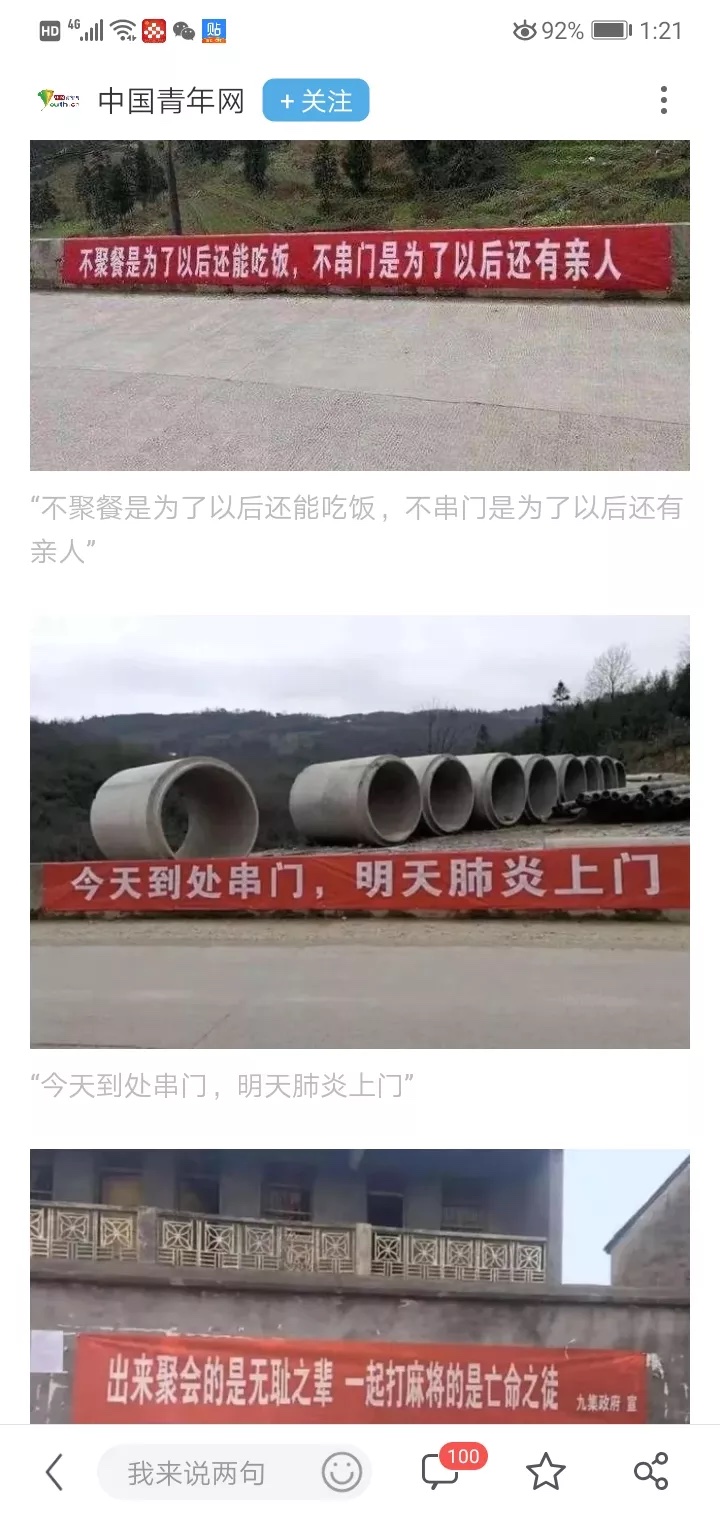 HD 4G 92% 1:21
中国青年网 + 关注
不聚餐是为了以后还能吃饭，不串门是为了以后还有亲人
“不聚餐是为了以后还能吃饭，不串门是为了以后还有
亲人”
今天到处串门，明天肺炎上门
“今天到处串门，明天肺炎上门”
出来聚会的是无耻之辈 一起打麻将的是亡命之徒 九集政府 宣
我来说两句 100